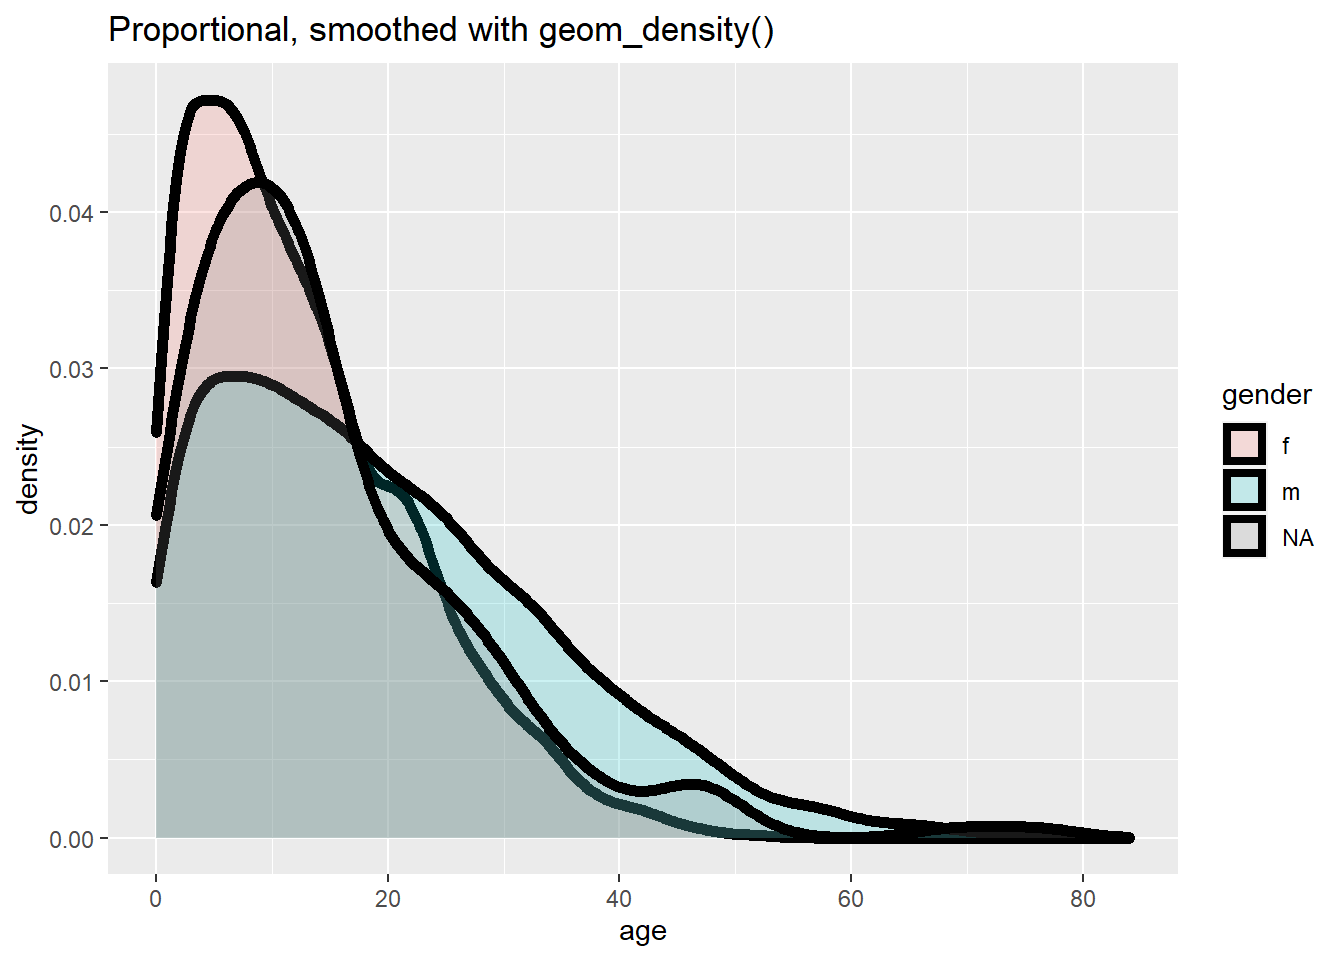 Proportional, smoothed with geom_density()
density
0.04
0.03
0.02
0.01
0.00
0 20 40 60 80
age
gender
f
m
NA